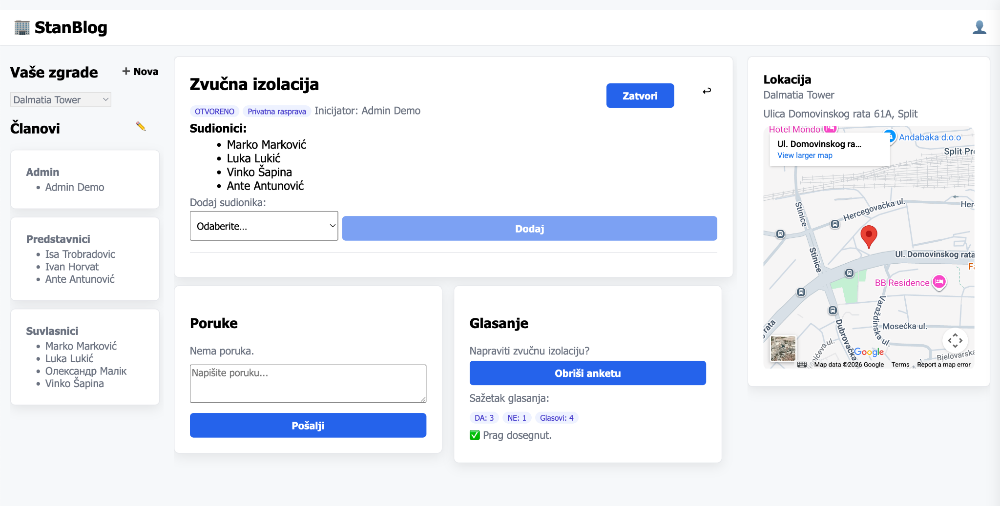 StanBlog
Vaše zgrade
+ Nova
Dalmatia Tower
Članovi
Admin
Admin Demo
Predstavnici
Isa Trobradovic
Ivan Horvat
Ante Antunović
Suvlasnici
Marko Marković
Luka Lukić
Олександр Малік
Vinko Šapina
Zvučna izolacija
Zatvori
OTVORENO
Privatna rasprava
Inicijator: Admin Demo
Sudionici:
Marko Marković
Luka Lukić
Vinko Šapina
Ante Antunović
Dodaj sudionika:
Odaberite...
Dodaj
Poruke
Nema poruka.
Napišite poruku...
Pošalji
Glasanje
Napraviti zvučnu izolaciju?
Obriši anketu
Sažetak glasanja:
DA: 3
NE: 1
Glasovi: 4
Prag dosegnut.
Lokacija
Dalmatia Tower
Ulica Domovinskog rata 61A, Split
Hotel Mondo
Andabaka d.o.o
Ul. Domovinskog ra...
View larger map
Split Pr
Stinice
Hercegovačka ul.
Her
Stinice
Ul. Domovinskog rata
BB Residence
Varaždinska ul.
Mosećka ul.
Dubrovačka
rata
ul.
Bjelovarska
Google
Map data ©2026 Google
Terms
Report a map error